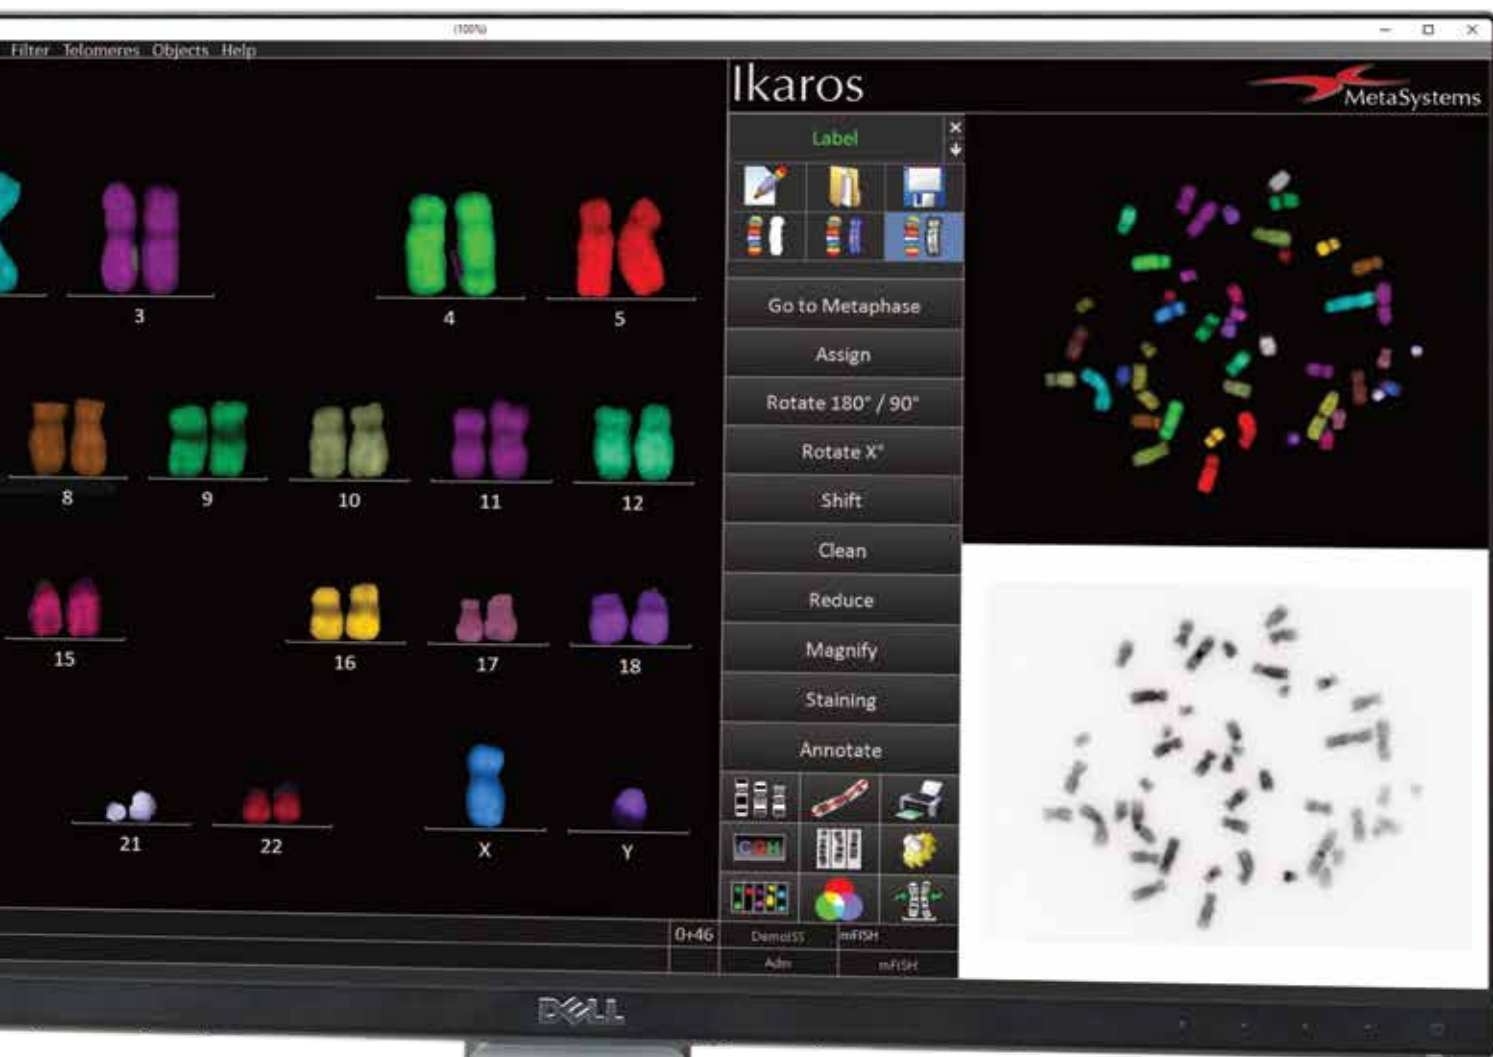 (100%)
Filter Telomeres Objects Help
Ikaros
MetaSystems
Label
3
4
5
Go to Metaphase
Assign
Rotate 180° / 90°
8
9
10
11
12
Rotate X°
Shift
Clean
Reduce
15
16
17
18
Magnify
Staining
Annotate
21
22
X
Y
CGH
0+46
DemoISS
mFISH
Adm
mFISH
DELL